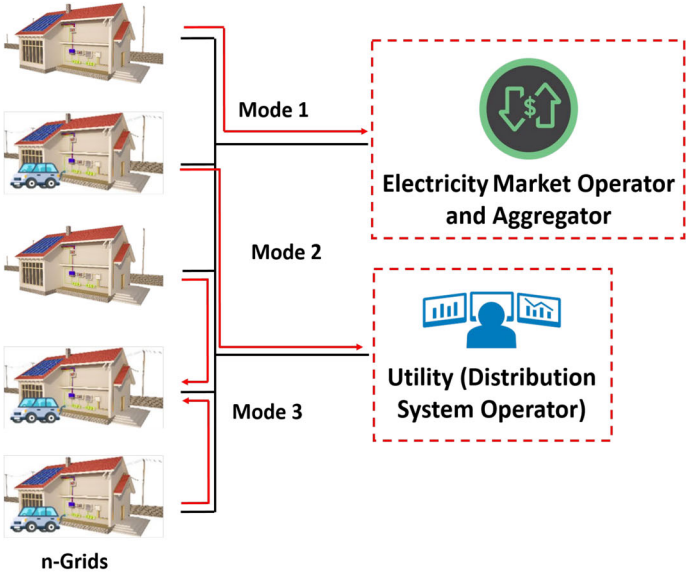 Mode 1
$
Electricity Market Operator
and Aggregator
Mode 2
Utility (Distribution
System Operator)
Mode 3
n-Grids